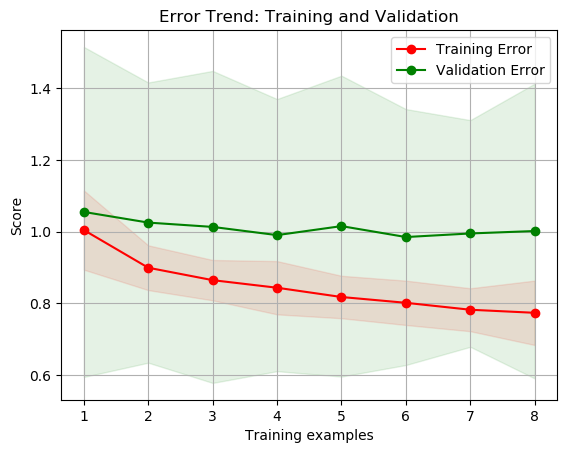 Error Trend: Training and Validation
Training Error
Validation Error
Score
1.4
1.2
1.0
0.8
0.6
1 2 3 4 5 6 7 8
Training examples